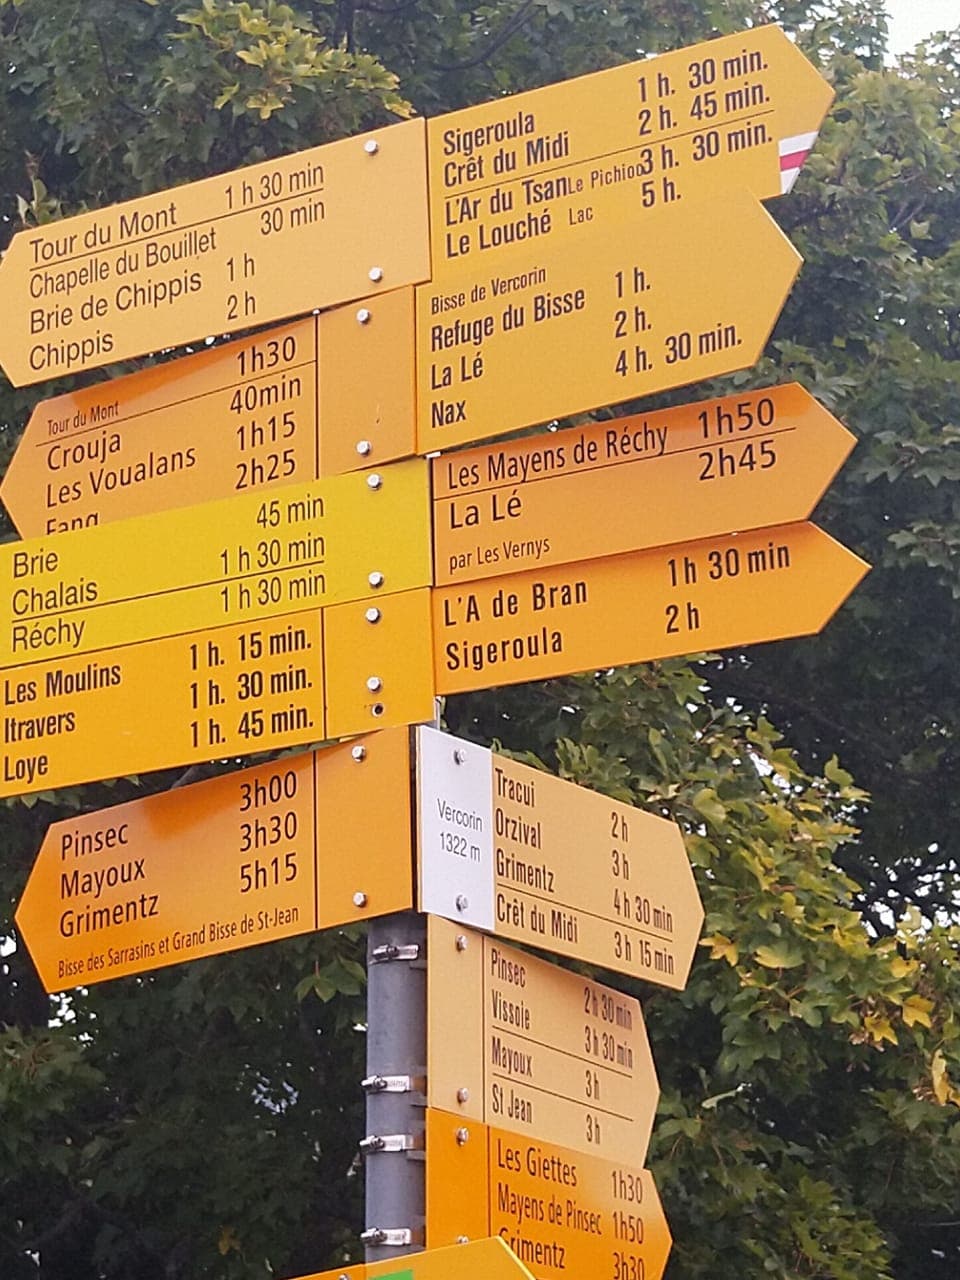 Tour du Mont 1 h 30 min
Chapelle du Bouillet 30 min
Brie de Chippis 1 h
Chippis 2 h
Sigeroula 1 h. 30 min.
Crêt du Midi 2 h. 45 min.
L'Ar du Tsan Le Pichioc 3 h. 30 min.
Le Louché Lac 5 h.
Bisse de Vercorin
Refuge du Bisse 1 h.
La Lé 2 h.
Nax 4 h. 30 min.
Tour du Mont 1h30
Crouja 40min
Les Voualans 1h15
Fang 2h25
Les Mayens de Réchy 1h50
La Lé 2h45
par Les Vernys
Brie 45 min
Chalais 1 h 30 min
Réchy 1 h 30 min
L'A de Bran 1 h 30 min
Sigeroula 2 h
Les Moulins 1 h. 15 min.
Itravers 1 h. 30 min.
Loye 1 h. 45 min.
Pinsec 3h00
Mayoux 3h30
Grimentz 5h15
Bisse des Sarrasins et Grand Bisse de St-Jean
Vercorin
1322 m
Tracui 2 h
Orzival 3 h
Grimentz 4 h 30 min
Crêt du Midi 3 h 15 min
Pinsec 2 h 30 min
Vissoie 3 h 30 min
Mayoux 3 h
St Jean 3 h
Les Giettes 1h30
Mayens de Pinsec 1h50
Grimentz 3h30